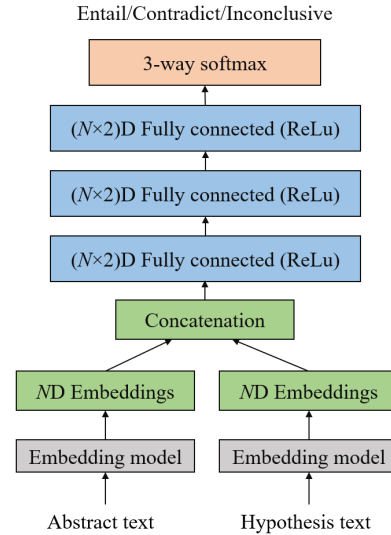 Entail/Contradict/Inconclusive
3-way softmax
(N×2)D Fully connected (ReLu)
(N×2)D Fully connected (ReLu)
(N×2)D Fully connected (ReLu)
Concatenation
ND Embeddings
ND Embeddings
Embedding model
Embedding model
Abstract text
Hypothesis text